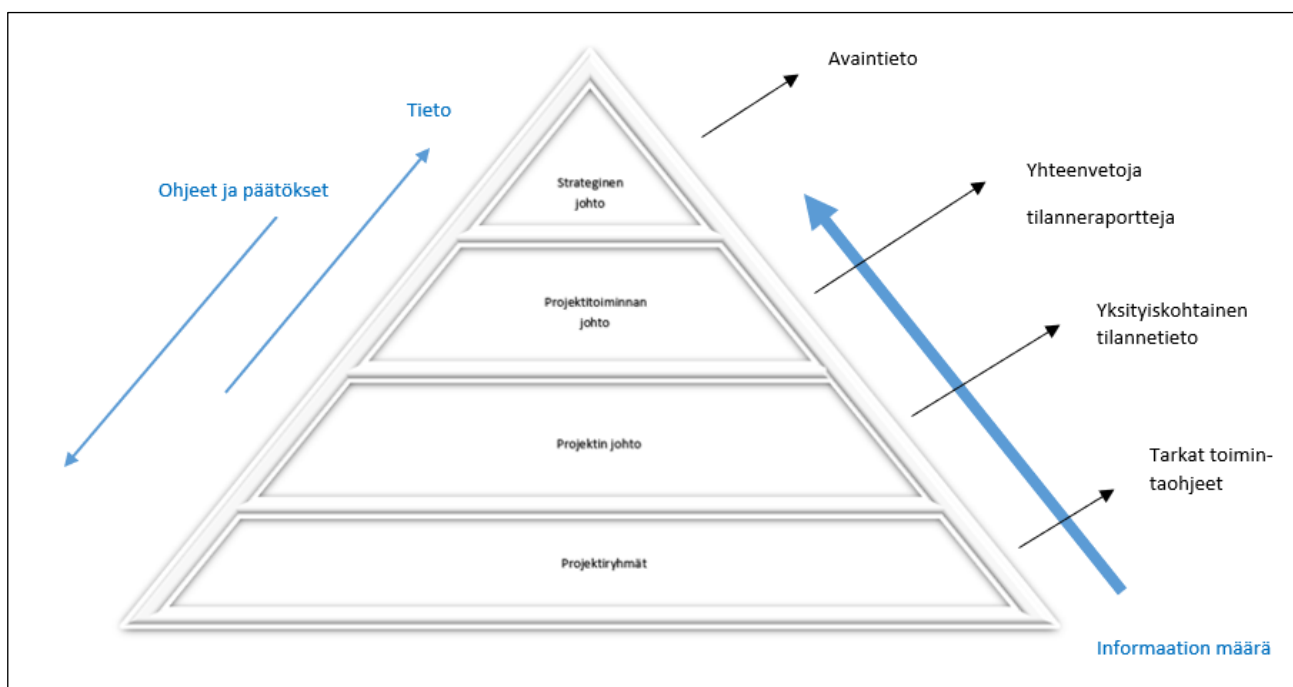 Avaintieto
Tieto
Ohjeet ja päätökset
Yhteenvetoja
tilanneraportteja
Strateginen
johto
Projektitoiminnan
johto
Yksityiskohtainen
tilannetieto
Projektin johto
Tarkat toimin-
taohjeet
Projektiryhmät
Informaation määrä